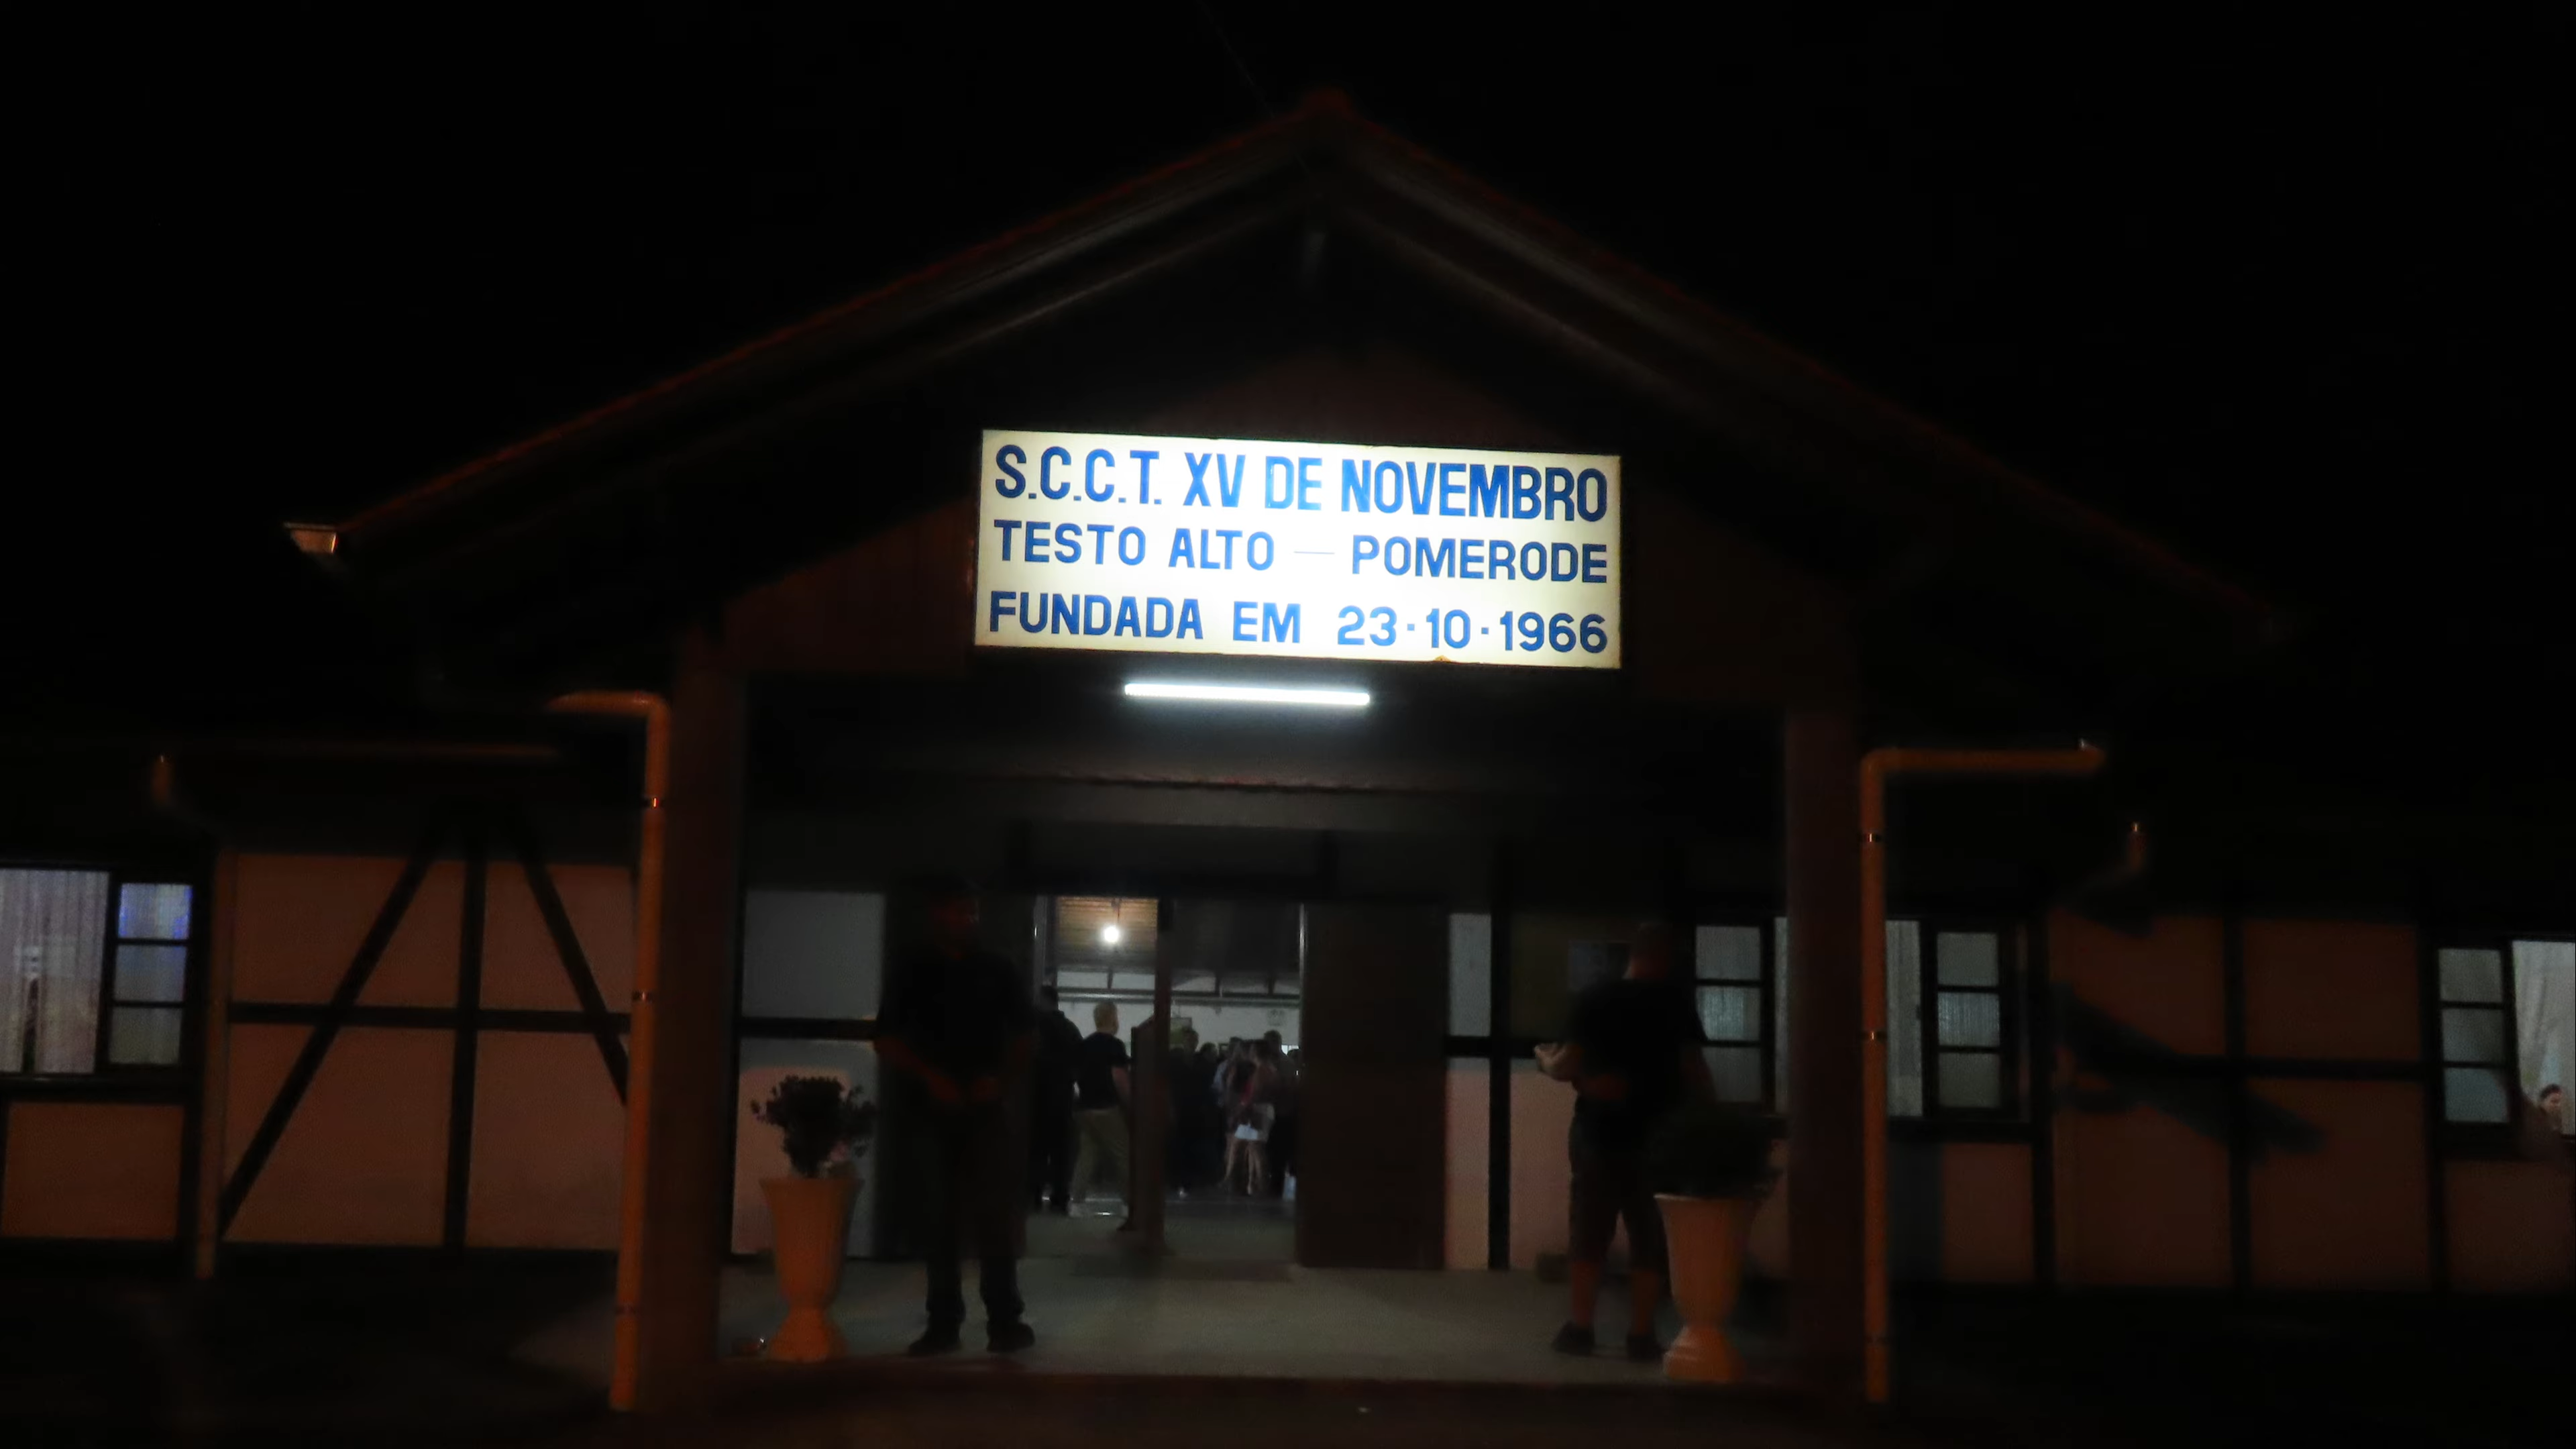 S.C.C.T. XV DE NOVEMBRO
TESTO ALTO — POMERODE
FUNDADA EM 23·10·1966